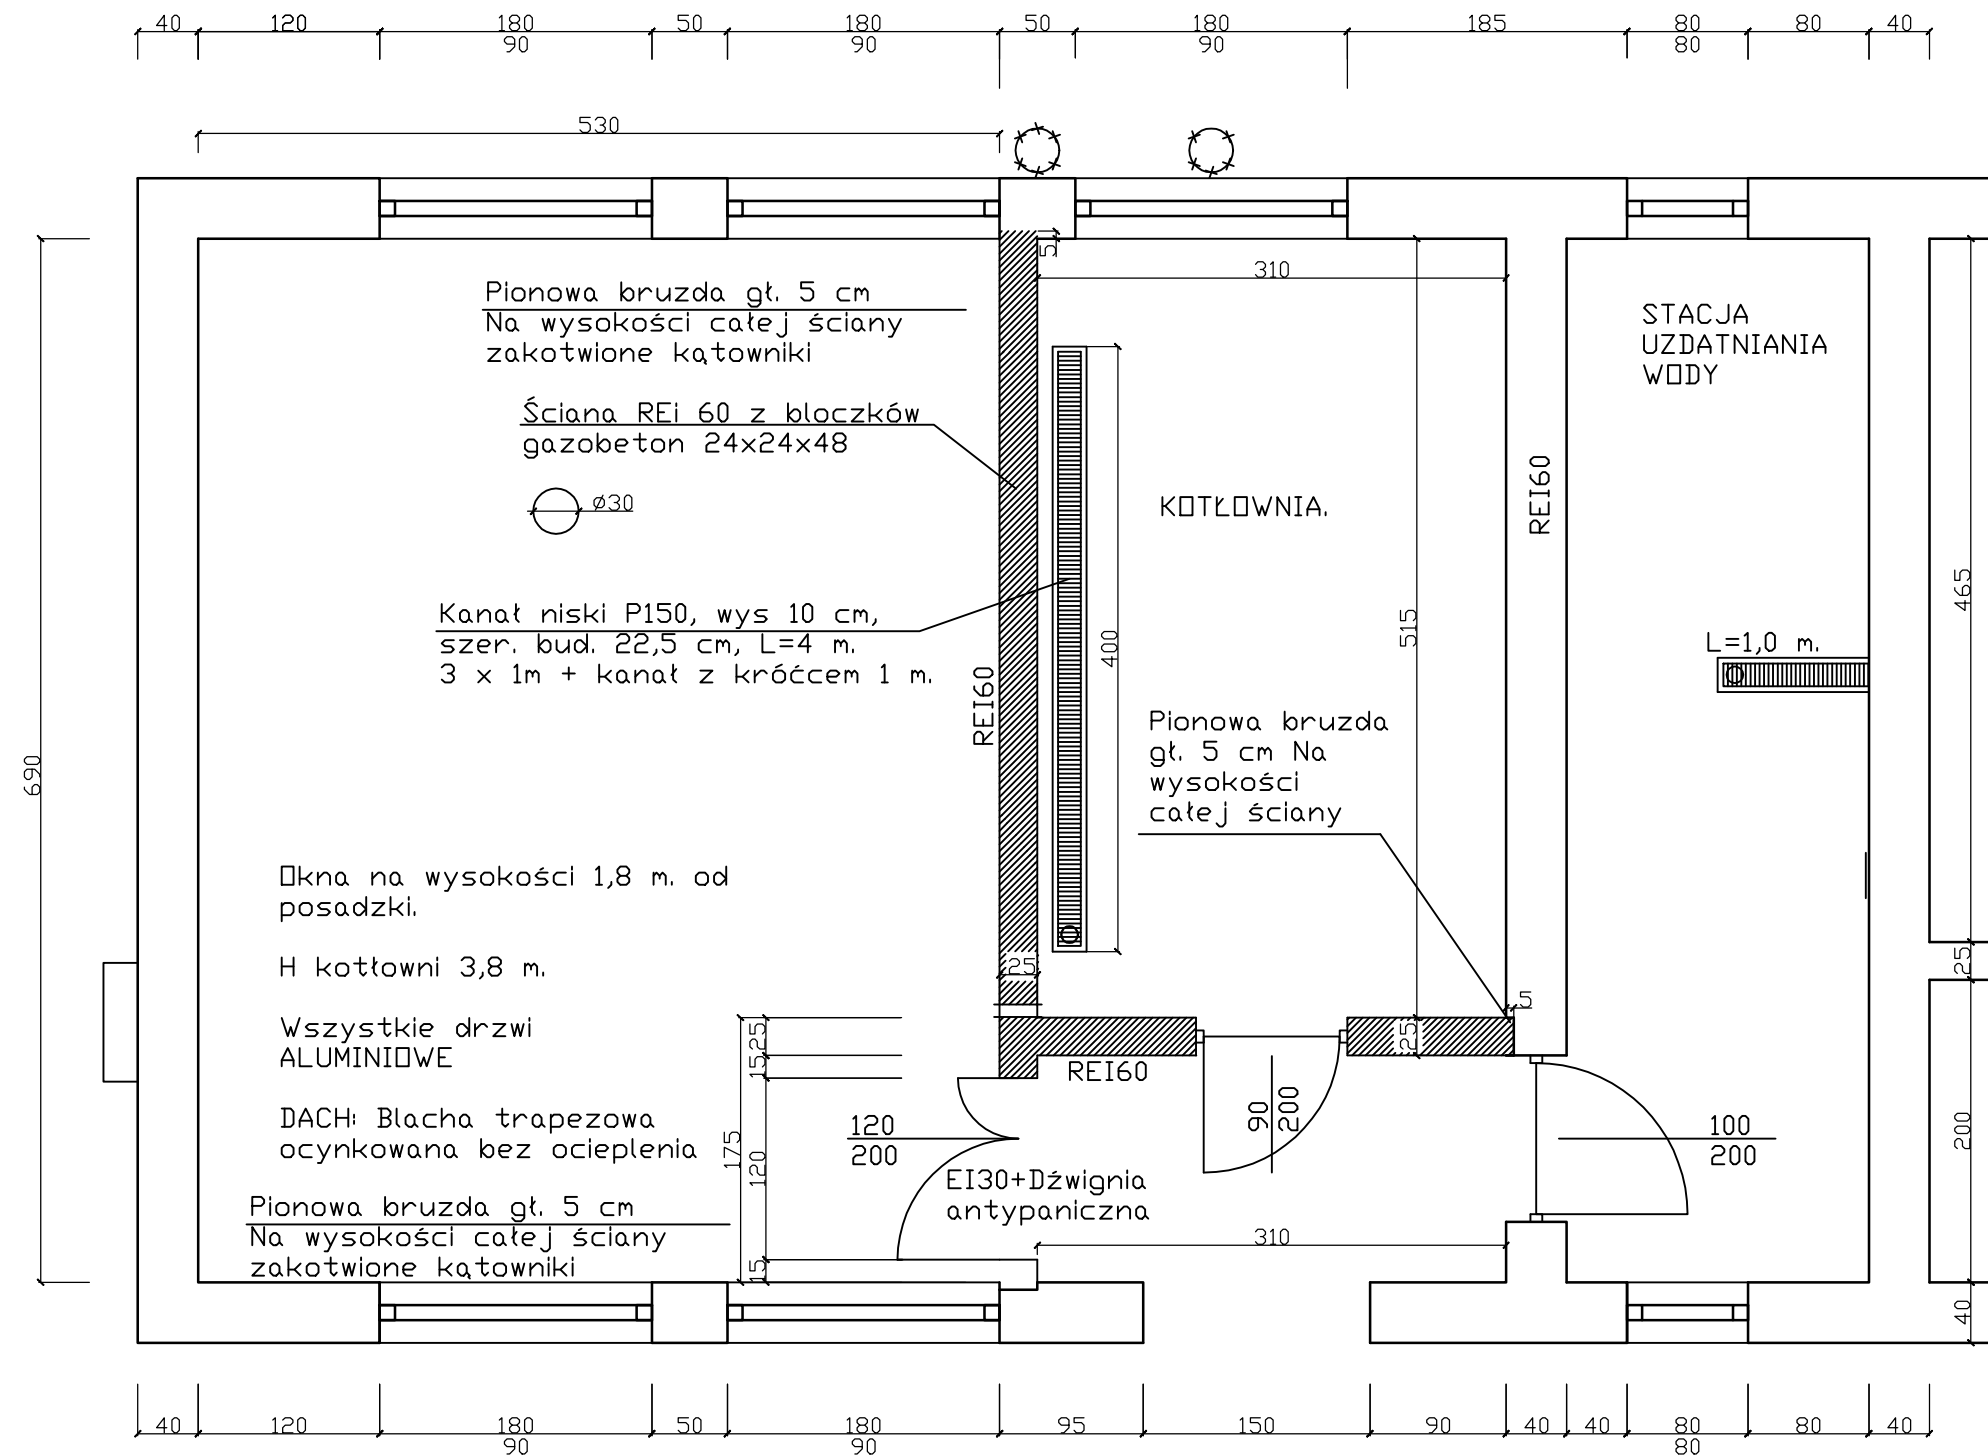 40 120 180 50 180 50 180 185 80 80 40
90 90 90 80
530
5
310
Pionowa bruzda gł. 5 cm
Na wysokości całej ściany
zakotwione kątowniki
STACJA
UZDATNIANIA
WODY
Ściana REi 60 z bloczków
gazobeton 24x24x48
ø30
KOTŁOWNIA.
REI60
465
Kanał niski P150, wys 10 cm,
szer. bud. 22,5 cm, L=4 m.
3 x 1m + kanał z króćcem 1 m.
400
515
L=1,0 m.
REI60
690
Pionowa bruzda
gł. 5 cm Na
wysokości
całej ściany
Okna na wysokości 1,8 m. od
posadzki.
H kotłowni 3,8 m.
25
25
5
Wszystkie drzwi
ALUMINIOWE
25
15
25
REI60
DACH: Blacha trapezowa
ocynkowana bez ocieplenia
175
120
120
200
90
200
100
200
200
EI30+Dźwignia
antypaniczna
Pionowa bruzda gł. 5 cm
Na wysokości całej ściany
zakotwione kątowniki
310
15
40
40 120 180 50 180 95 150 90 40 40 80 80 40
90 90 80